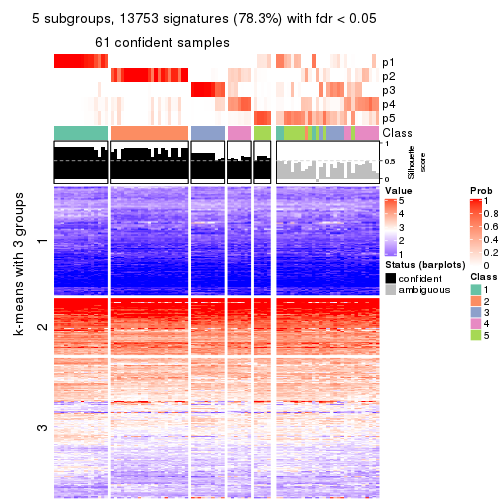 5 subgroups, 13753 signatures (78.3%) with fdr < 0.05
61 confident samples
p1
p2
p3
p4
p5
Class
1
0.5
0
Silhouette
score
k-means with 3 groups
1
2
3
Value
5
4
3
2
1
Status (barplots)
confident
ambiguous
Prob
1
0.8
0.6
0.4
0.2
0
Class
1
2
3
4
5